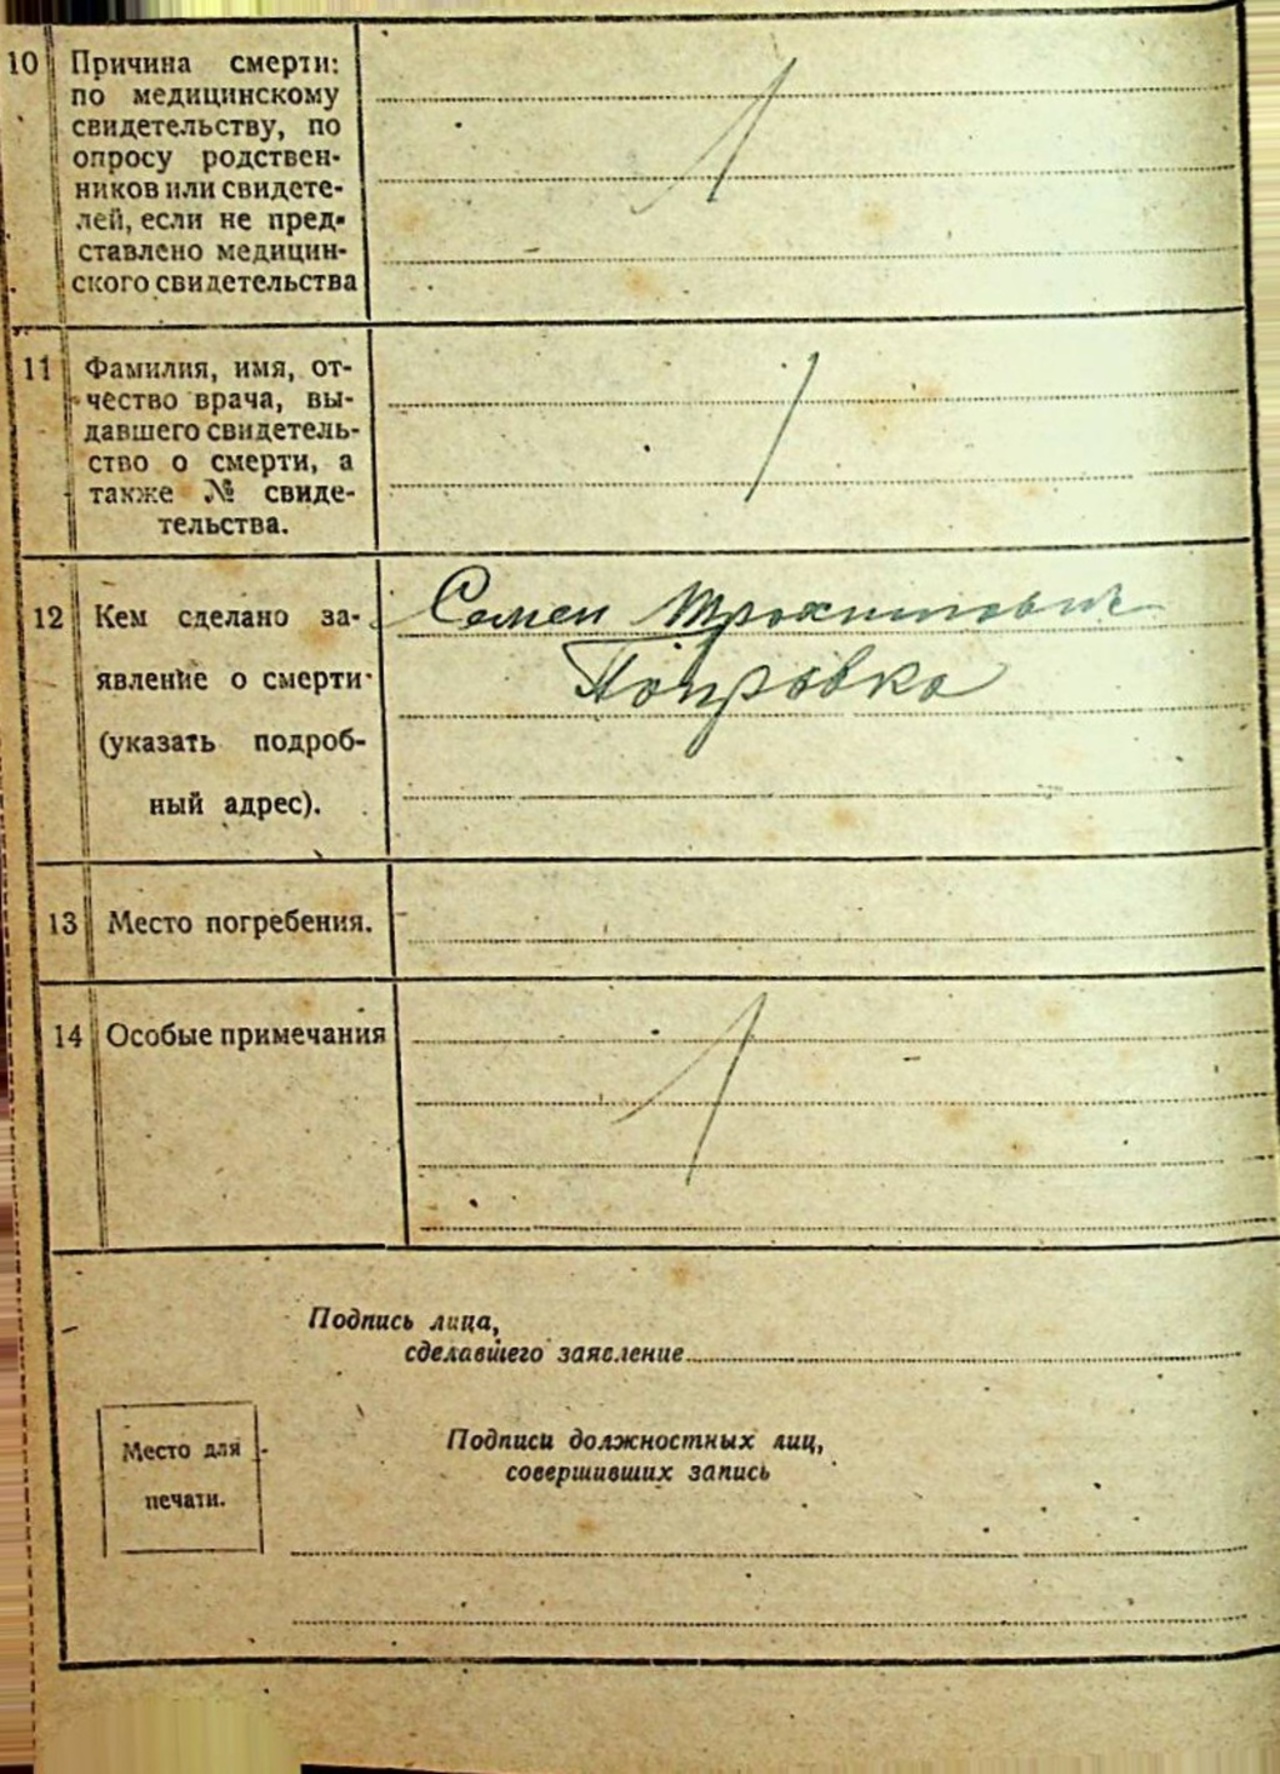 10 Причина смерти:
по медицинскому
свидетельству, по
опросу родствен-
ников или свидете-
лей, если не пред-
ставлено медицин-
ского свидетельства
11 Фамилия, имя, от-
чество врача, вы-
давшего свидетель-
ство о смерти, а
также № свиде-
тельства.
12 Кем сделано за-
явление о смерти
(указать подроб-
ный адрес).
Семен
13 Место погребения.
14 Особые примечания
Подпись лица,
сделавшего заявление
Место для
печати.
Подписи должностных лиц,
совершивших запись